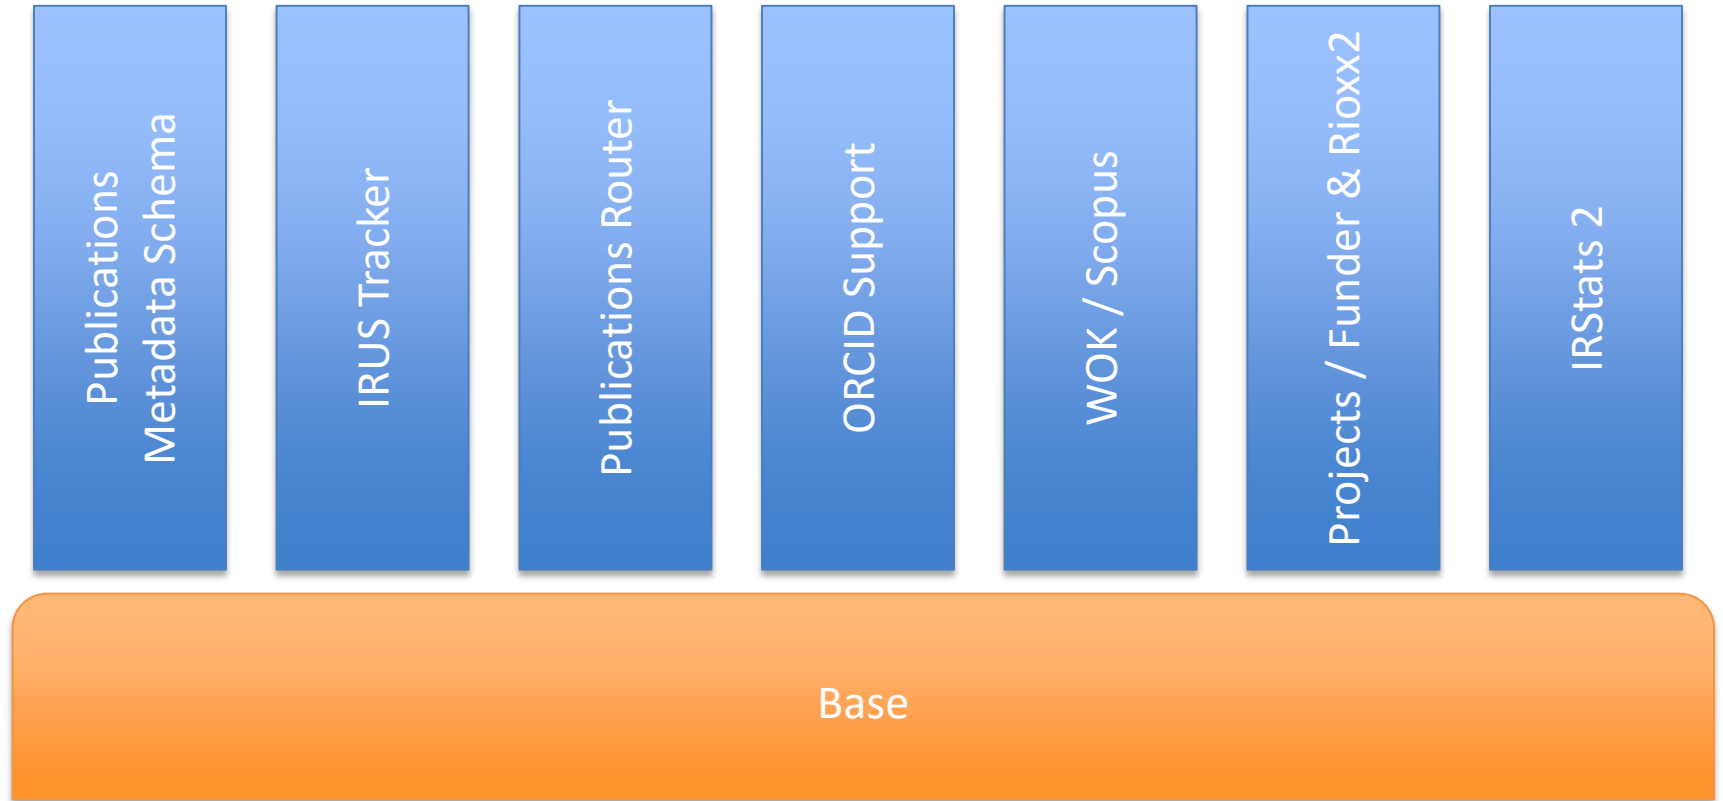 Publications
Metadata Schema
IRUS Tracker
Publications Router
ORCID Support
WOK / Scopus
Projects / Funder & Rioxx2
IRStats 2
Base